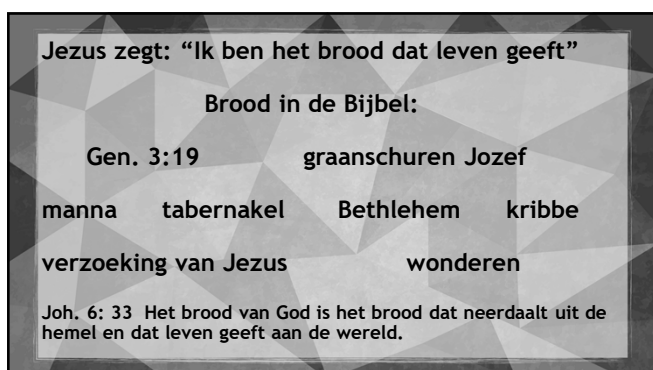 Jezus zegt: “Ik ben het brood dat leven geeft”
Brood in de Bijbel:
Gen. 3:19 graanschuren Jozef
manna tabernakel Bethlehem kribbe
verzoeking van Jezus wonderen
Joh. 6: 33 Het brood van God is het brood dat neerdaalt uit de
hemel en dat leven geeft aan de wereld.